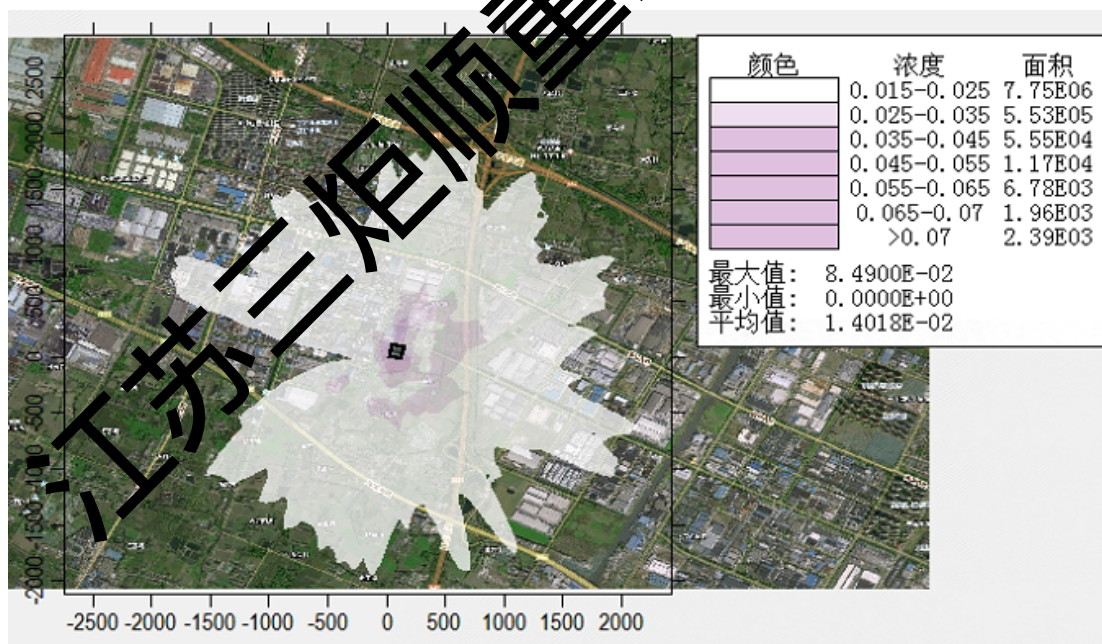 江苏三炬顺重
颜色 浓度 面积
0.015-0.025 7.75E06
0.025-0.035 5.53E05
0.035-0.045 5.55E04
0.045-0.055 1.17E04
0.055-0.065 6.78E03
0.065-0.07 1.96E03
>0.07 2.39E03
最大值: 8.4900E-02
最小值: 0.0000E+00
平均值: 1.4018E-02
2500
2000
1500
1000
500
0
-500
-1000
-1500
-2000
-2500 -2000 -1500 -1000 -500 0 500 1000 1500 2000